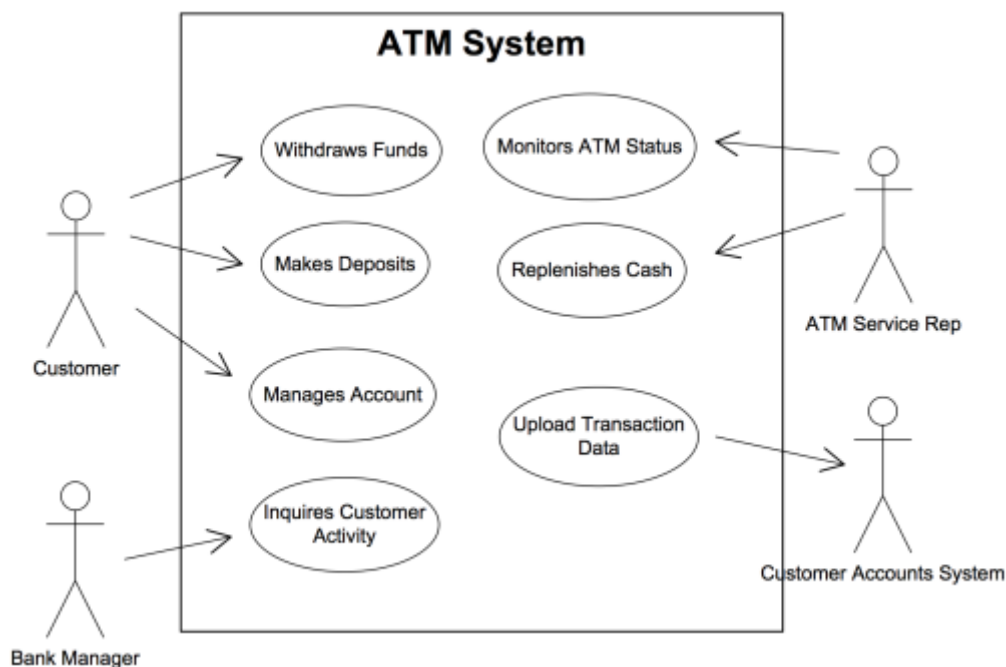 ATM System
Withdraws Funds
Monitors ATM Status
Makes Deposits
Replenishes Cash
ATM Service Rep
Customer
Manages Account
Upload Transaction
Data
Inquires Customer
Activity
Customer Accounts System
Bank Manager